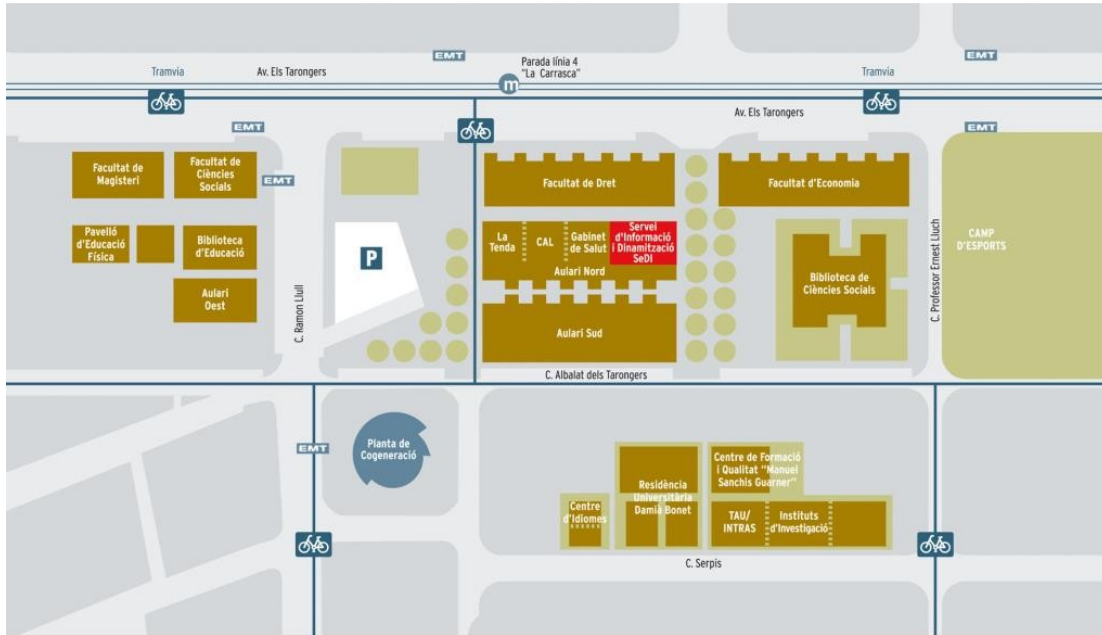 EMT
Parada línia 4
"La Carrasca"
EMT
Tramvia
Av. Els Tarongers
m
Tramvia
Av. Els Tarongers
EMT
EMT
Facultat de
Magisteri
Facultat de
Ciències
Socials
EMT
Facultat de Dret
Facultat d'Economia
Pavelló
d'Educació
Física
Biblioteca
d'Educació
Aulari
Oest
C. Ramon Llull
P
La
Tenda
CAL
Gabinet
de Salut
Servei
d'Informació
i Dinamització
SeDI
Aulari Nord
Aulari Sud
Biblioteca de
Ciències Socials
C. Professor Ernest Lluch
CAMP
D'ESPORTS
C. Albalat dels Tarongers
EMT
Planta de
Cogeneració
Centre
d'Idiomes
Residència
Universitària
Damià Bonet
Centre de Formació
i Qualitat "Manuel
Sanchis Guarner"
TAU/
INTRAS
Instituts
d'Investigació
C. Serpis